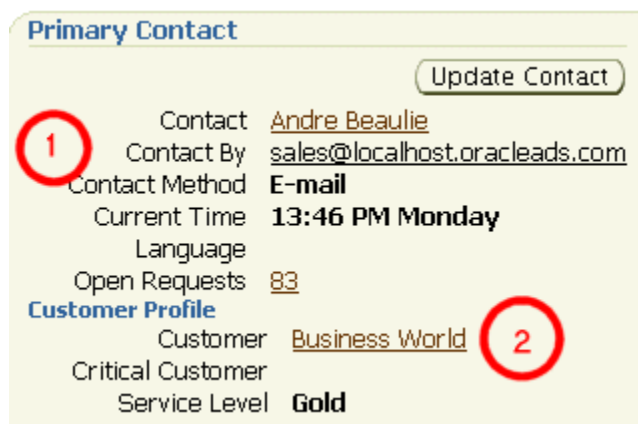 Primary Contact
Update Contact
Contact Andre Beaulie
1
Contact By sales@localhost.oracleads.com
Contact Method E-mail
Current Time 13:46 PM Monday
Language
Open Requests 83
Customer Profile
Customer Business World 2
Critical Customer
Service Level Gold